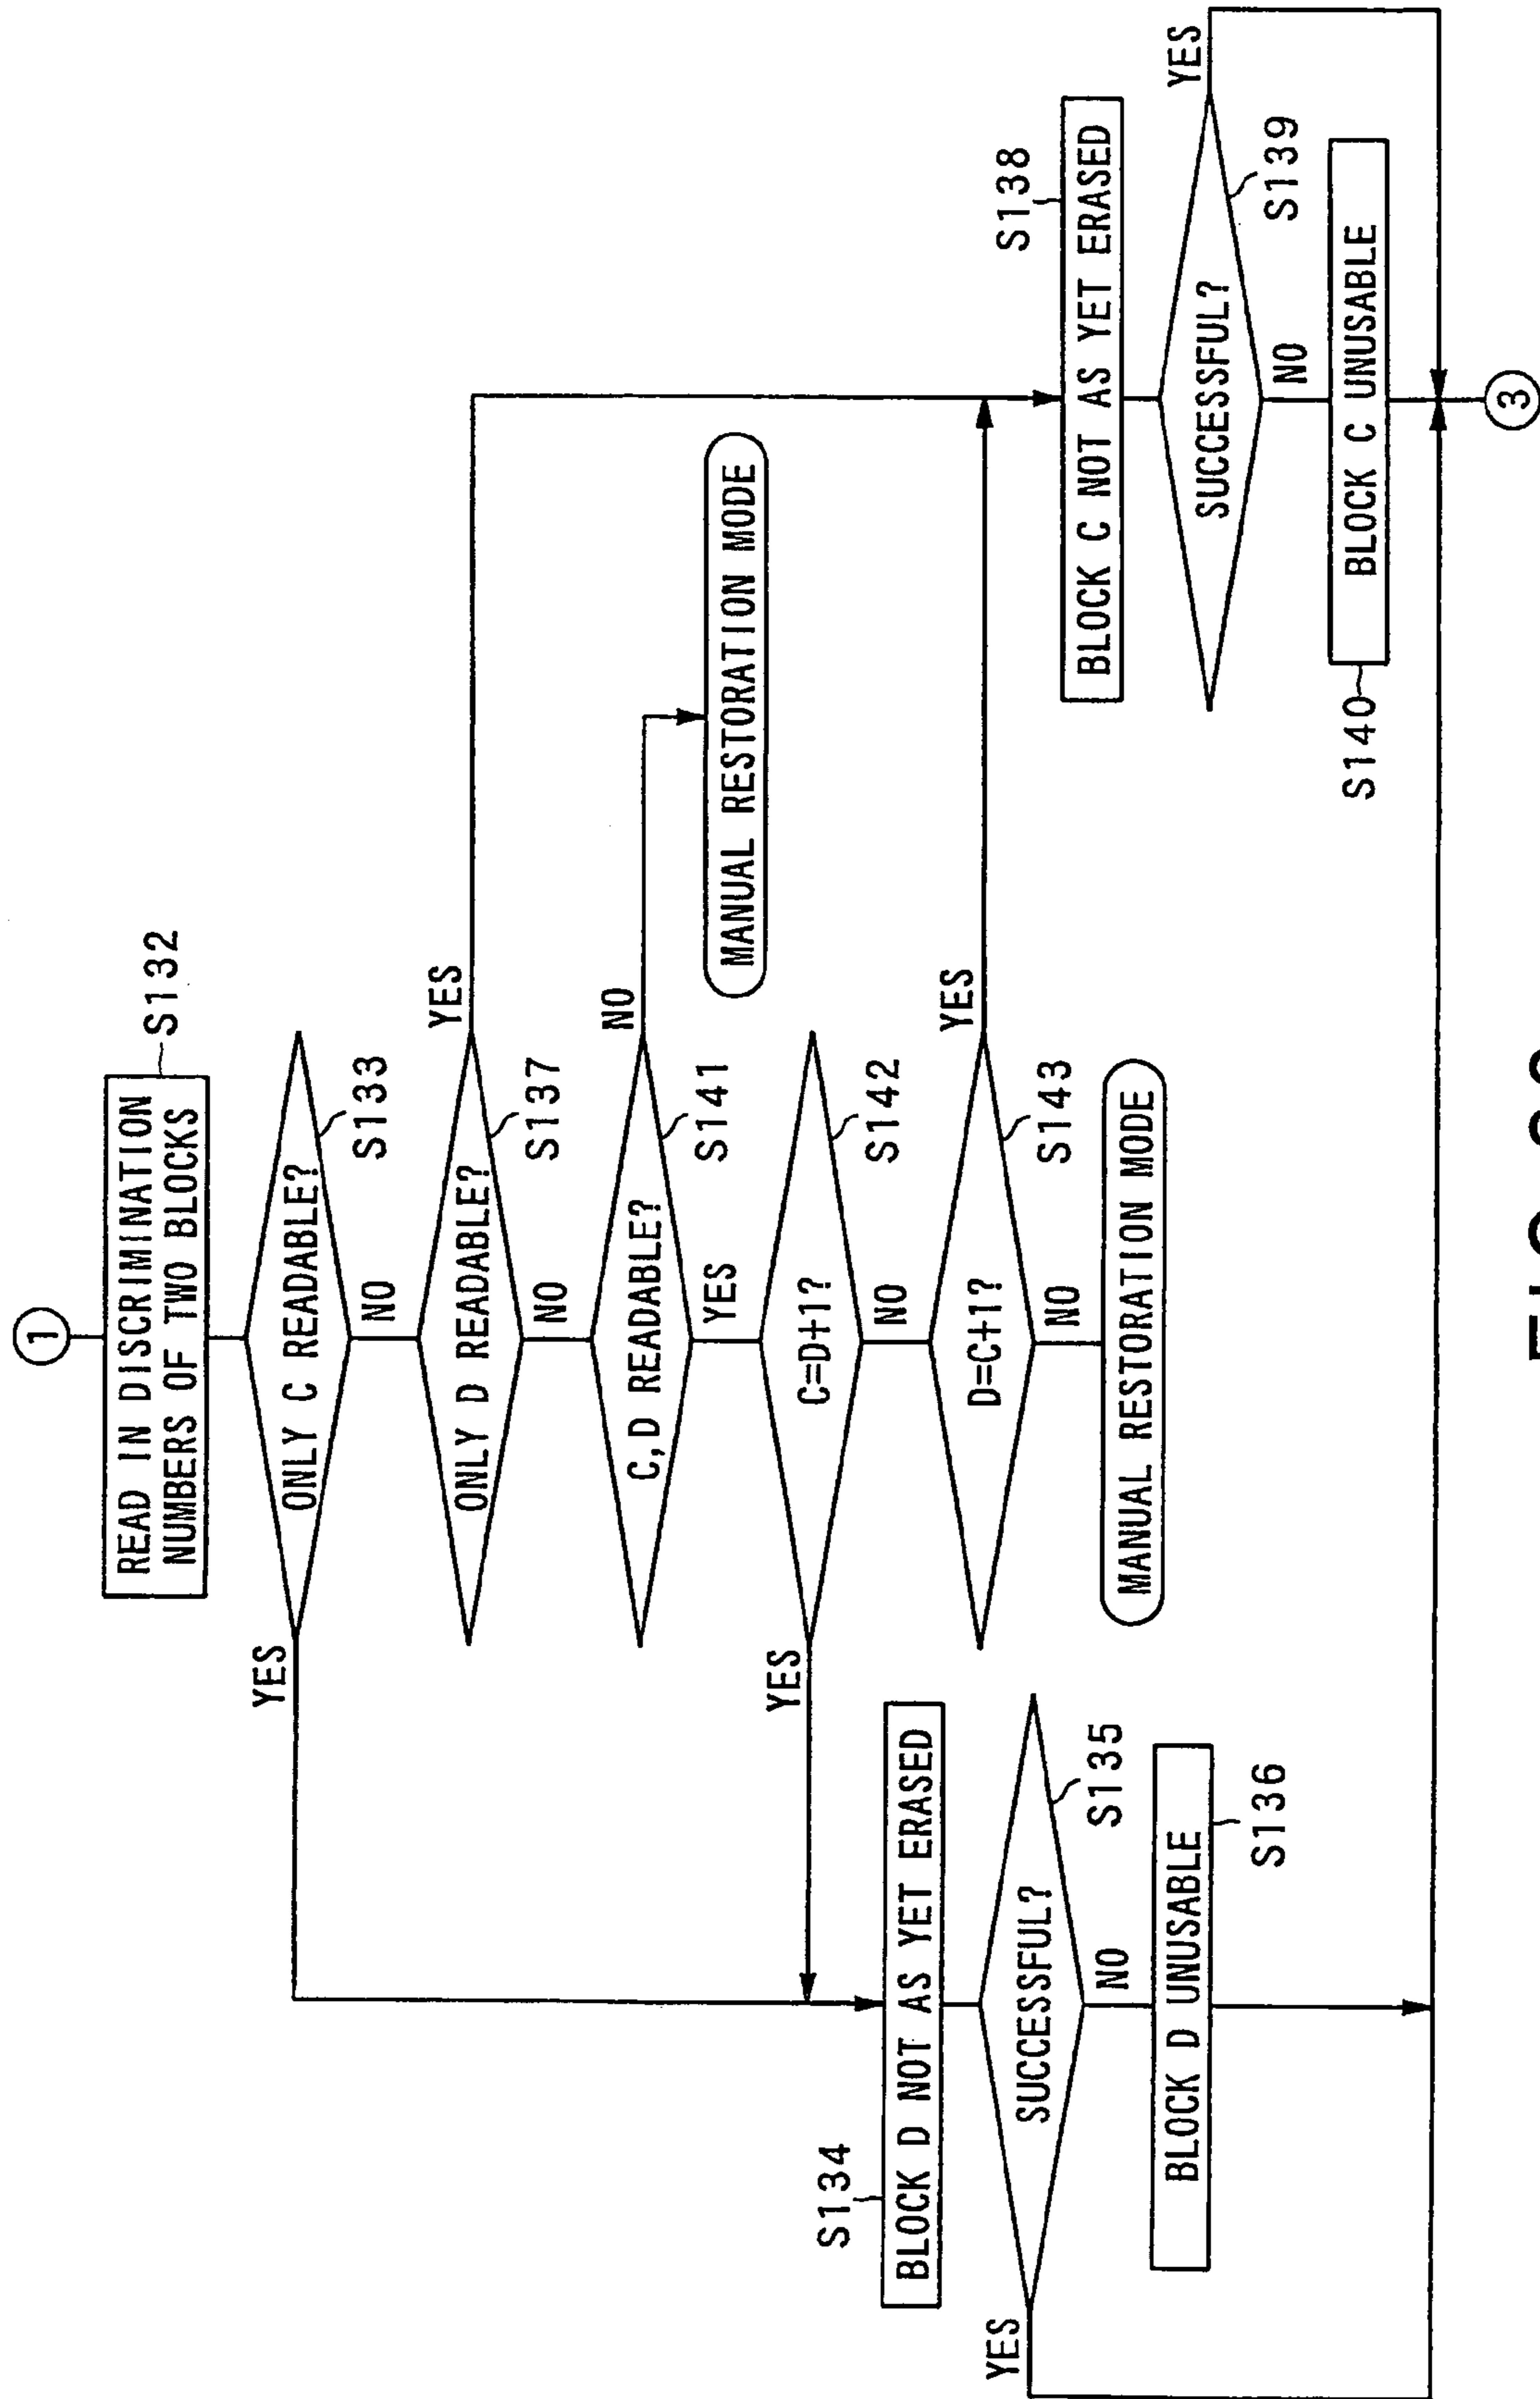 1
READ IN DISCRIMINATION
NUMBERS OF TWO BLOCKS
S132
ONLY C READABLE?
S133
YES
NO
ONLY D READABLE?
S137
YES
NO
C,D READABLE?
S141
NO
YES
MANUAL RESTORATION MODE
C=D+1?
S142
YES
NO
D=C+1?
S143
YES
NO
MANUAL RESTORATION MODE
S134
BLOCK D NOT AS YET ERASED
SUCCESSFUL?
S135
YES
NO
BLOCK D UNUSABLE
S136
S138
BLOCK C NOT AS YET ERASED
SUCCESSFUL?
S139
YES
NO
BLOCK C UNUSABLE
S140
3